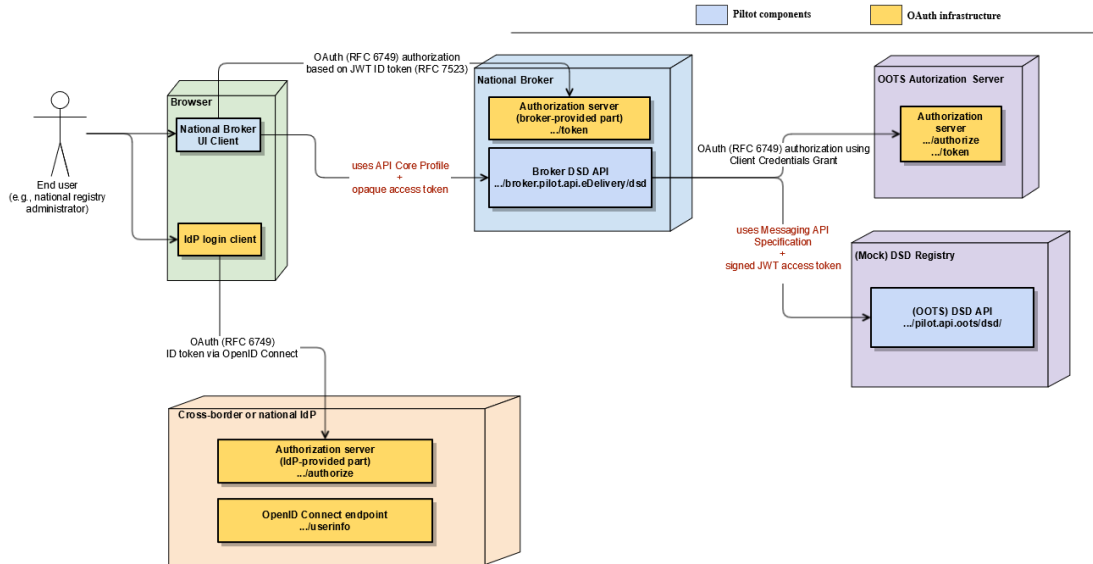 Piltot components
OAuth infrastructure
OAuth (RFC 6749) authorization
based on JWT ID token (RFC 7523)
Browser
National Broker
UI Client
IdP login client
End user
(e.g., national registry
administrator)
uses API Core Profile
+
opaque access token
National Broker
Authorization server
(broker-provided part)
.../token
Broker DSD API
.../broker.pilot.api.eDelivery/dsd
OAuth (RFC 6749) authorization using
Client Credentials Grant
OOTS Autorization Server
Authorization
server
.../authorize
.../token
uses Messaging API
Specification
+
signed JWT access token
(Mock) DSD Registry
(OOTS) DSD API
.../pilot.api.oots/dsd/
OAuth (RFC 6749)
ID token via OpenID Connect
Cross-border or national IdP
Authorization server
(IdP-provided part)
.../authorize
OpenID Connect endpoint
.../userinfo